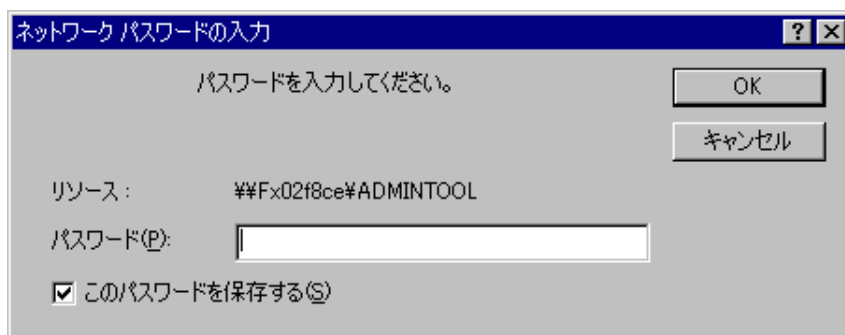 ネットワーク パスワードの入力
パスワードを入力してください。
OK
キャンセル
リソース： ¥¥Fx02f8ce¥ADMINTOOL
パスワード(P):
このパスワードを保存する(S)